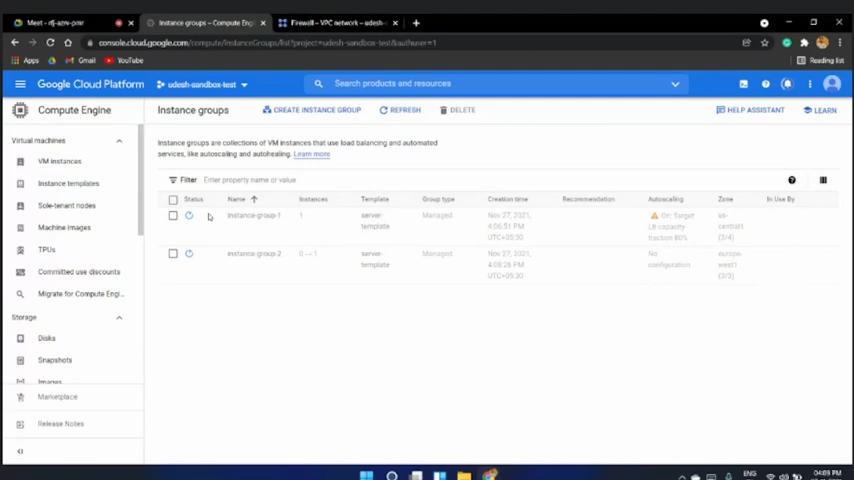 Meet - rfj-azni-pmr
Instance groups – Compute Engi
Firewall – VPC network – udesh-
console.cloud.google.com/compute/instanceGroups/list?project=udesh-sandbox-test&authuser=1
Apps
Gmail
YouTube
Reading list
Google Cloud Platform
udesh-sandbox-test
Search products and resources
Compute Engine
Instance groups
CREATE INSTANCE GROUP
REFRESH
DELETE
HELP ASSISTANT
LEARN
Virtual machines
VM instances
Instance templates
Sole-tenant nodes
Machine images
TPUs
Committed use discounts
Migrate for Compute Engi...
Storage
Disks
Snapshots
Images
Marketplace
Release Notes
Instance groups are collections of VM instances that use load balancing and automated
services, like autoscaling and autohealing. Learn more
Filter Enter property name or value
Status Name Instances Template Group type Creation time Recommendation Autoscaling Zone In Use By
instance-group-1 1 server-template Managed Nov 27, 2021, 4:06:51 PM UTC+05:30 On: Target LB capacity fraction 80% us-central1 (3/4)
instance-group-2 0 → 1 server-template Managed Nov 27, 2021, 4:08:26 PM UTC+05:30 No configuration europe-west1 (3/3)
ENG
04:09 PM